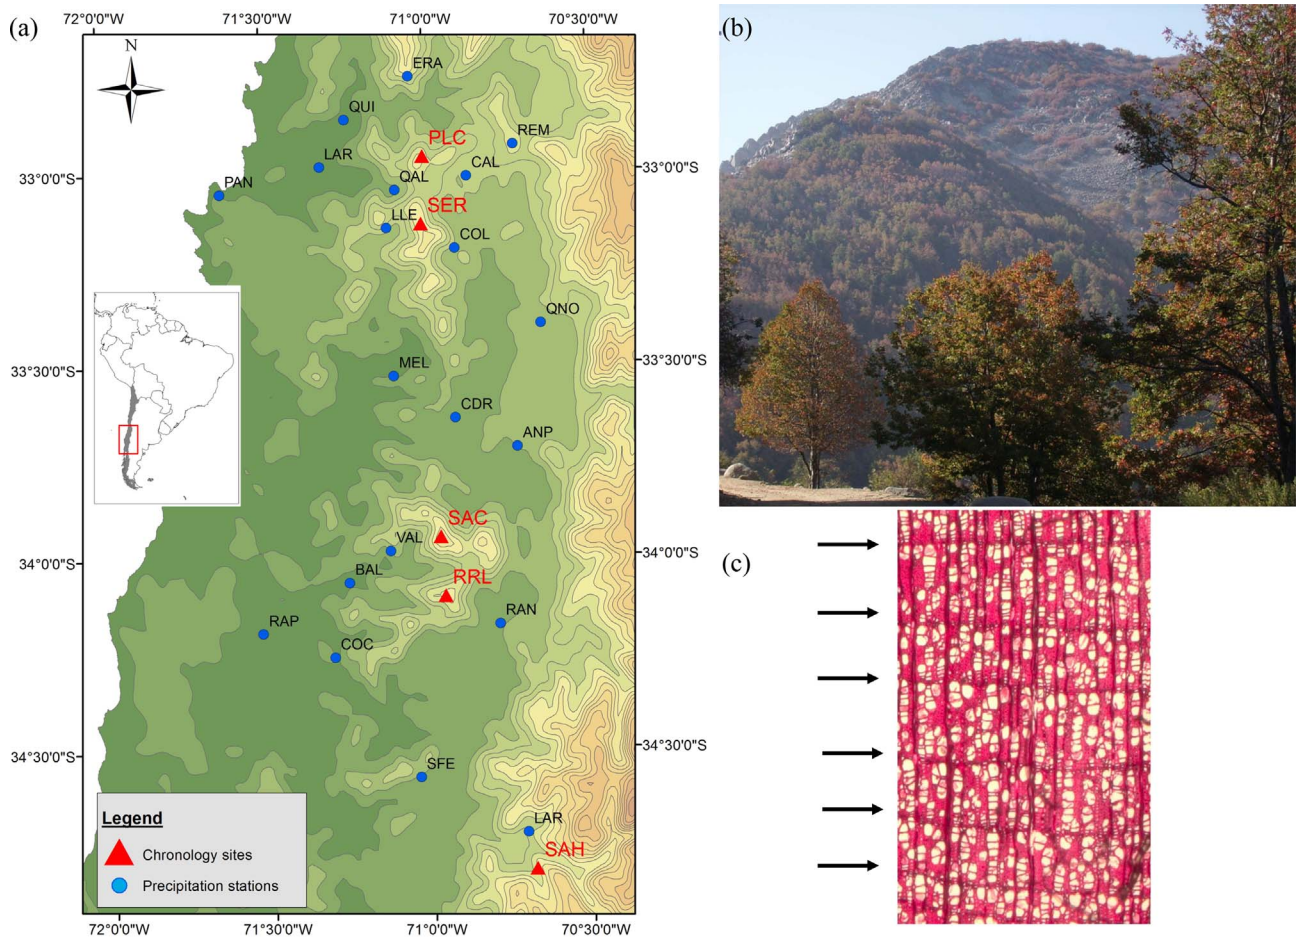 (a)
72°0'0"W
71°30'0"W
71°0'0"W
70°30'0"W
N
ERA
QUI
REM
PLC
LAR
CAL
33°0'0"S
33°0'0"S
QAL
PAN
SER
LLE
COL
QNO
33°30'0"S
33°30'0"S
MEL
CDR
ANP
SAC
VAL
34°0'0"S
34°0'0"S
BAL
RRL
RAP
RAN
COC
34°30'0"S
34°30'0"S
SFE
LAR
SAH
Legend
Chronology sites
Precipitation stations
72°0'0"W
71°30'0"W
71°0'0"W
70°30'0"W
(b)
(c)